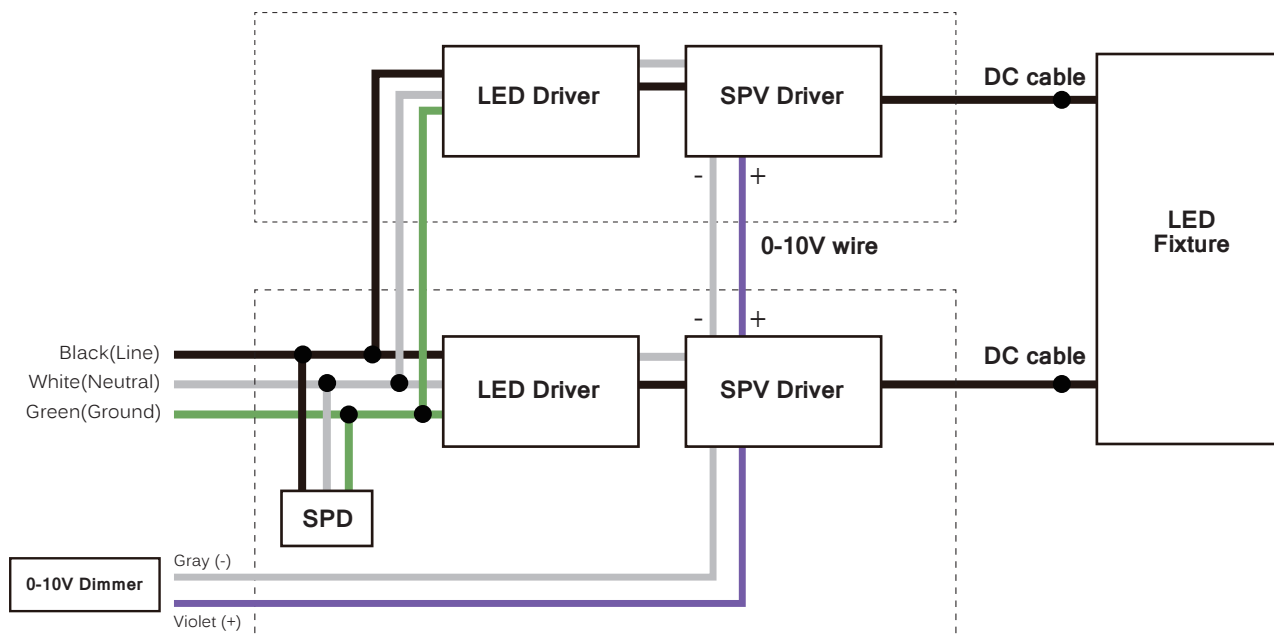 LED Driver
SPV Driver
DC cable
- +
0-10V wire
LED
Fixture
- +
Black(Line)
White(Neutral)
Green(Ground)
LED Driver
SPV Driver
DC cable
SPD
Gray (-)
0-10V Dimmer
Violet (+)